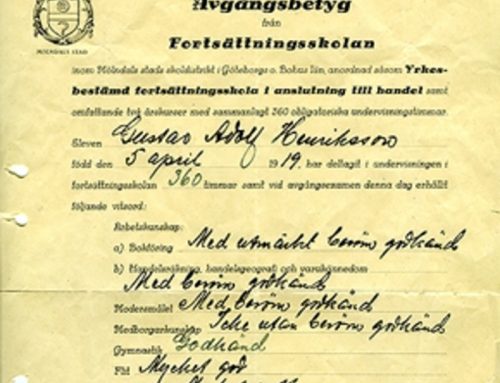 Avgångsbetyg
från
Fortsättningsskolan
MÖLNDALS STAD
inom Mölndals stads skoldistrikt i Göteborgs o. Bohus län, anordnad såsom Yrkes-
bestämd fortsättningsskola i anslutning till handel samt
omfattande två årskurser med sammanlagt 360 obligatoriska undervisningstimmar.
Eleven Gustav Adolf Henriksson
född den 5 april 1919. har deltagit i undervisningen i
fortsättningsskolan 360 timmar samt vid avgångsexamen denna dag erhållit
följande vitsord:
Arbetskunskap:
a) Bokföring Med utmärkt beröm godkänd
b) Handelsräkning, handelsgeografi och varukännedom
Med beröm godkänd
Modersmålet Med beröm godkänd
Medborgarkunskap Icke utan beröm godkänd
Gymnastik Godkänd
Flit Mycket god